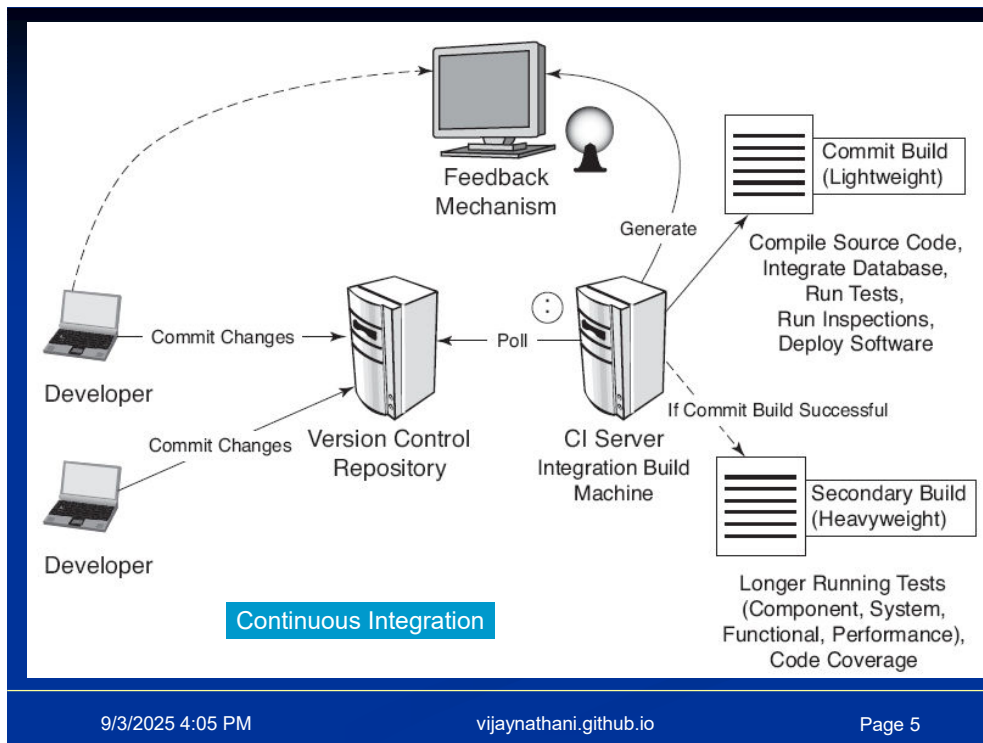 Feedback
Mechanism
Generate
Commit Build
(Lightweight)
Compile Source Code,
Integrate Database,
Run Tests,
Run Inspections,
Deploy Software
Commit Changes
Poll
Developer
If Commit Build Successful
Commit Changes
Version Control
Repository
CI Server
Integration Build
Machine
Secondary Build
(Heavyweight)
Developer
Longer Running Tests
(Component, System,
Functional, Performance),
Code Coverage
Continuous Integration
9/3/2025 4:05 PM
vijaynathani.github.io
Page 5